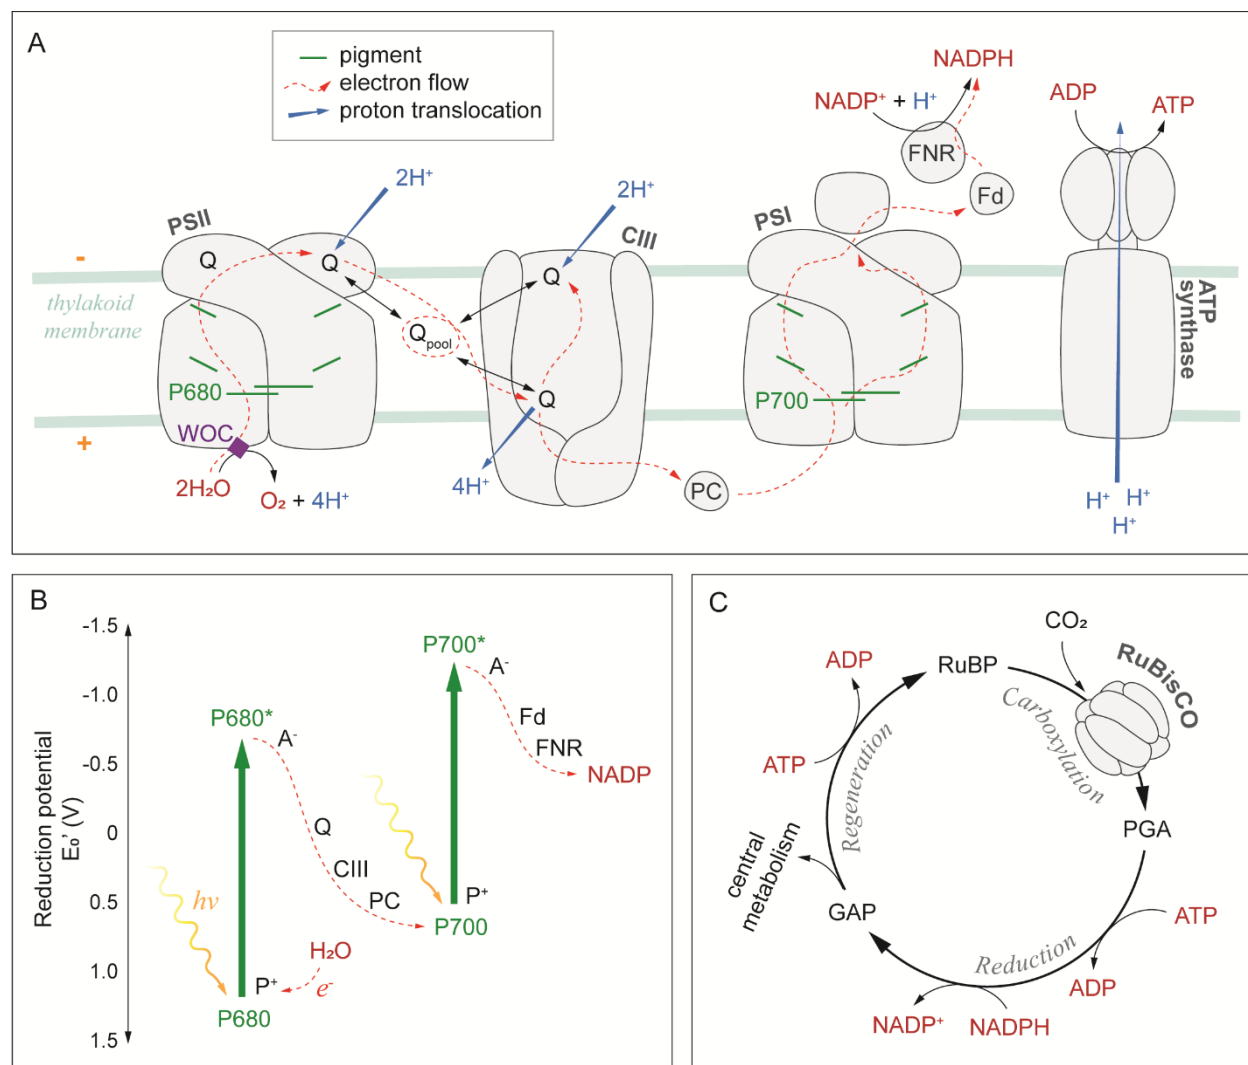 A
pigment
electron flow
proton translocation
NADPH
NADP⁺ + H⁺
FNR
Fd
ADP
ATP
2H⁺
2H⁺
PSII
CIII
PSI
Q
Q
Q
-
thylakoid
membrane
Qpool
ATP
synthase
P680
Q
P700
+
WOC
2H₂O
O₂ + 4H⁺
4H⁺
PC
H⁺ H⁺
H⁺
B
Reduction potential
E₀' (V)
-1.5
-1.0
-0.5
0
0.5
1.0
1.5
P680*
A⁻
Q
CIII
PC
hv
P⁺
P680
H₂O
e⁻
P700*
A⁻
Fd
FNR
NADP
P⁺
P700
C
CO₂
RuBisCO
RuBP
Carboxylation
PGA
ATP
ADP
Reduction
NADPH
NADP⁺
GAP
central
metabolism
Regeneration
ATP
ADP